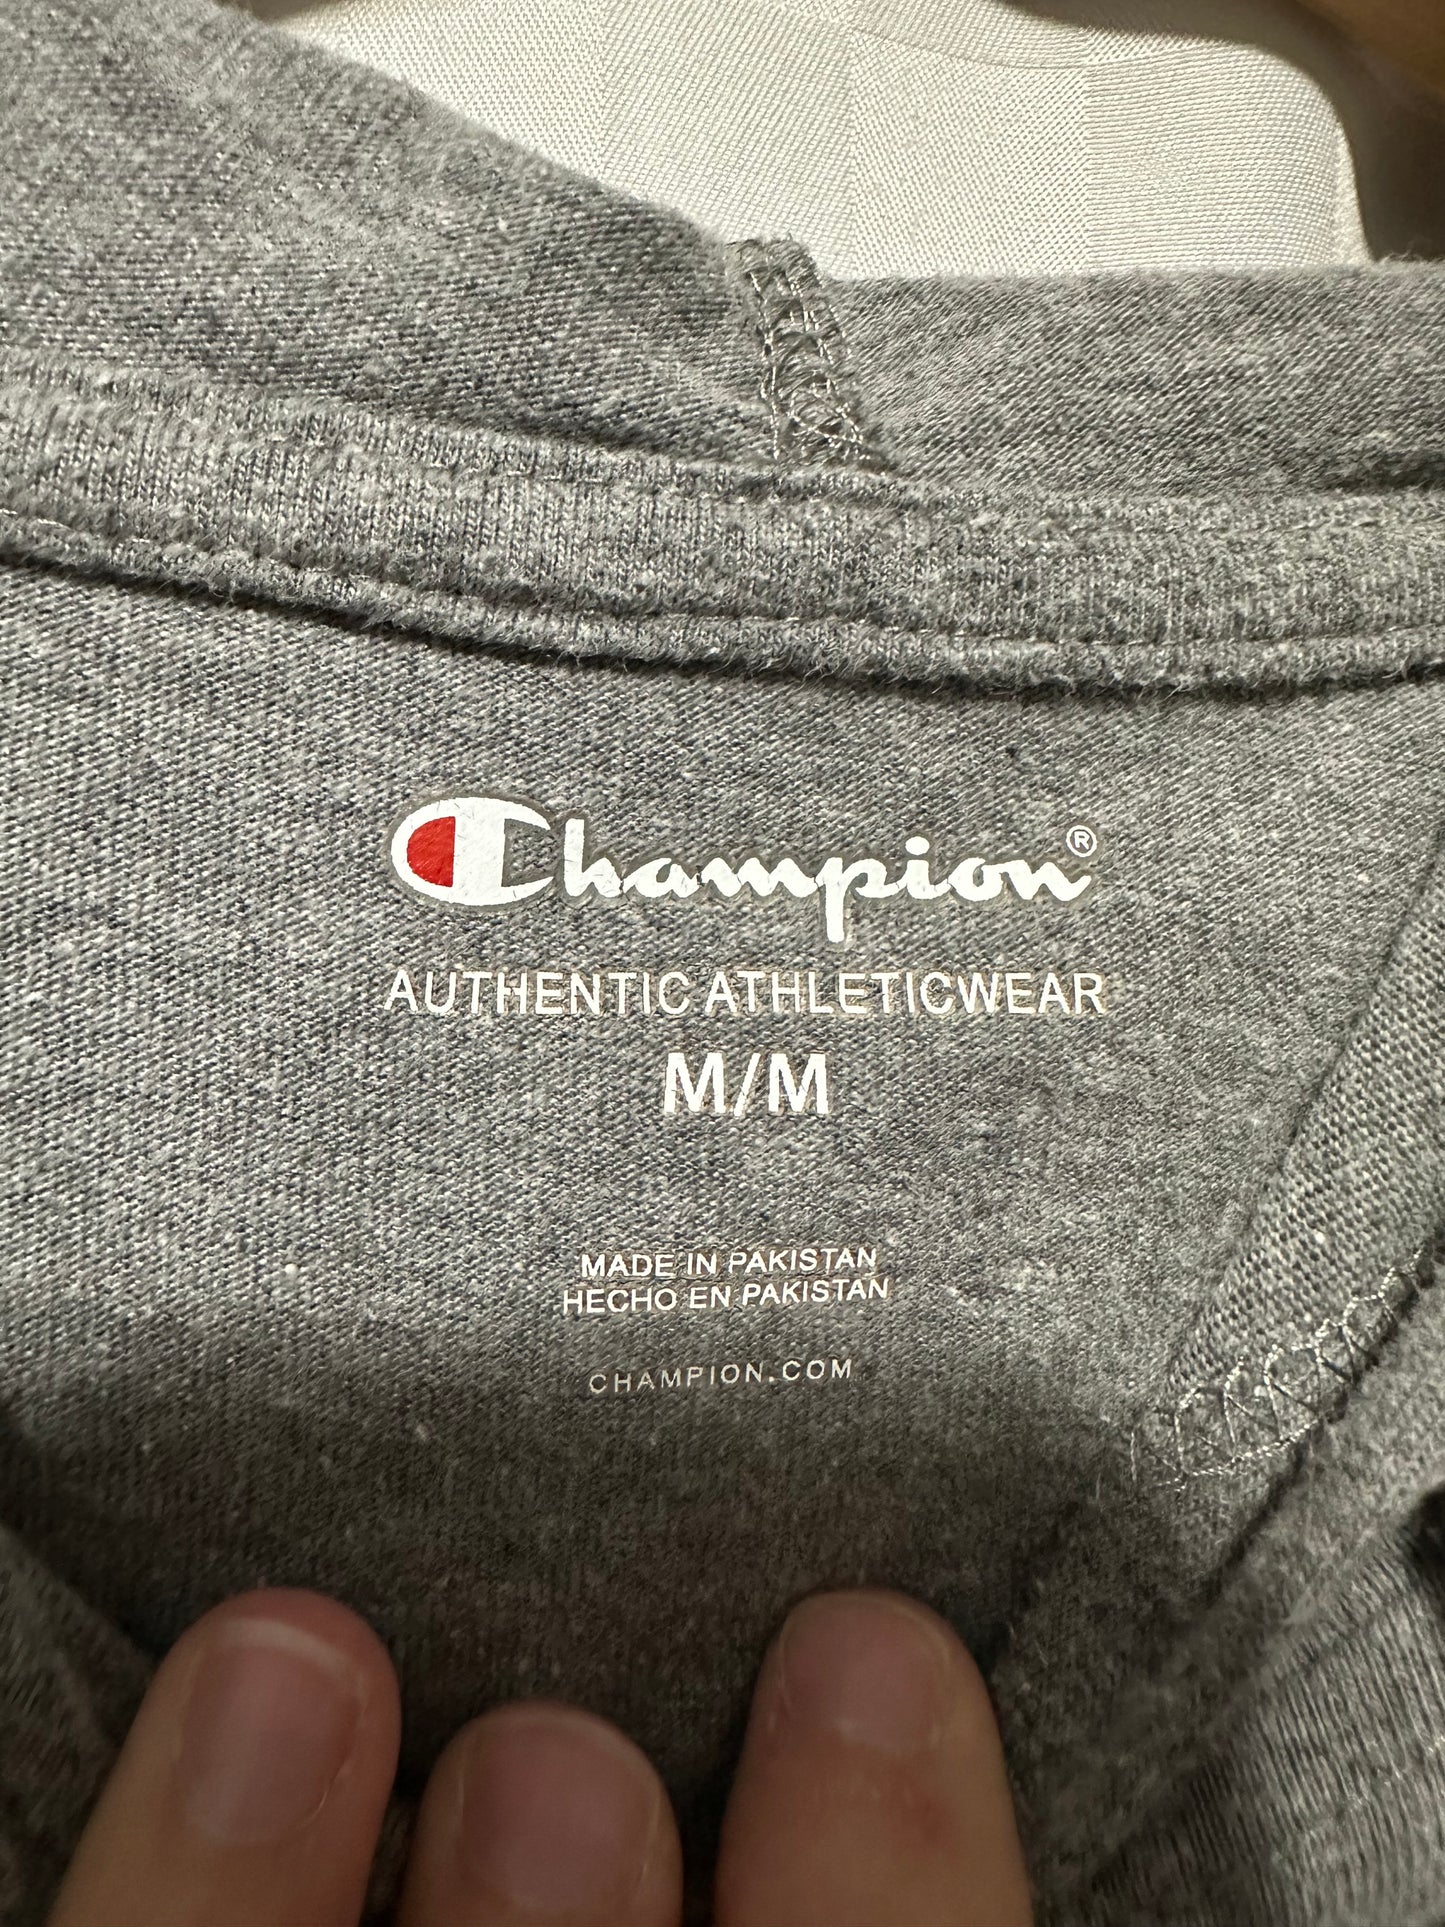 Champion®
AUTHENTIC ATHLETICWEAR
M/M
MADE IN PAKISTAN
HECHO EN PAKISTAN
CHAMPION.COM